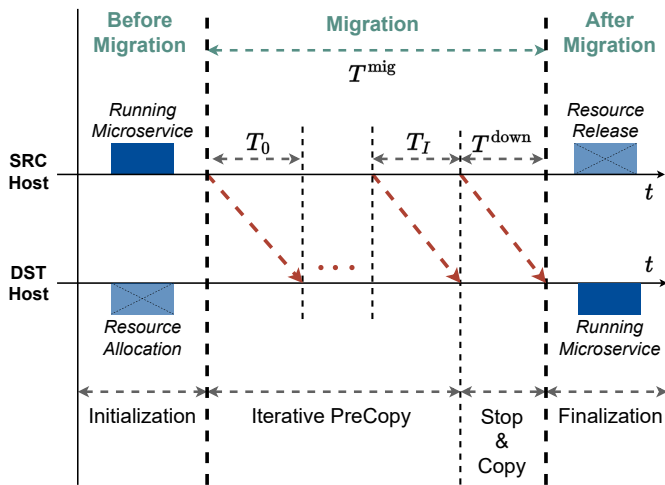 Before
Migration
Migration
After
Migration
T^mig
Running
Microservice
Resource
Release
T_0
T_I
T^down
SRC
Host
t
DST
Host
t
...
Resource
Allocation
Running
Microservice
Initialization
Iterative PreCopy
Stop
&
Copy
Finalization